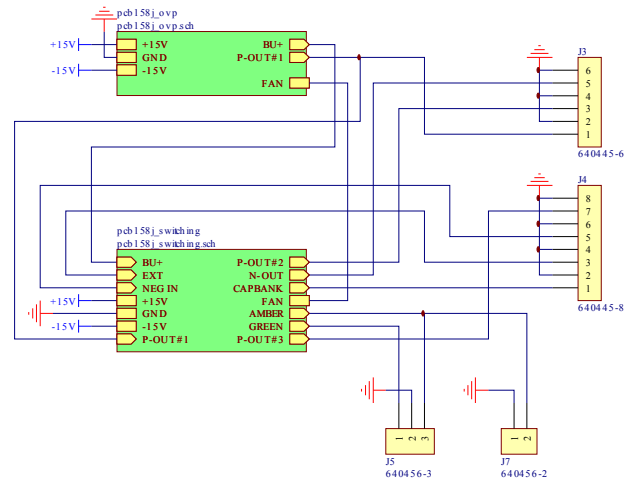 pcb158j_ovp
pcb158j_ovp.sch
+15V
+15V
BU+
GND
P-OUT#1
-15V
-15V
FAN
J3
6
5
4
3
2
1
640445-6
J4
8
7
6
5
4
3
2
1
640445-8
pcb158j_switching
pcb158j_switching.sch
BU+
P-OUT#2
EXT
N-OUT
NEG IN
CAPBANK
+15V
+15V
FAN
GND
AMBER
-15V
-15V
GREEN
P-OUT#1
P-OUT#3
1
2
3
J5
640456-3
1
2
J7
640456-2